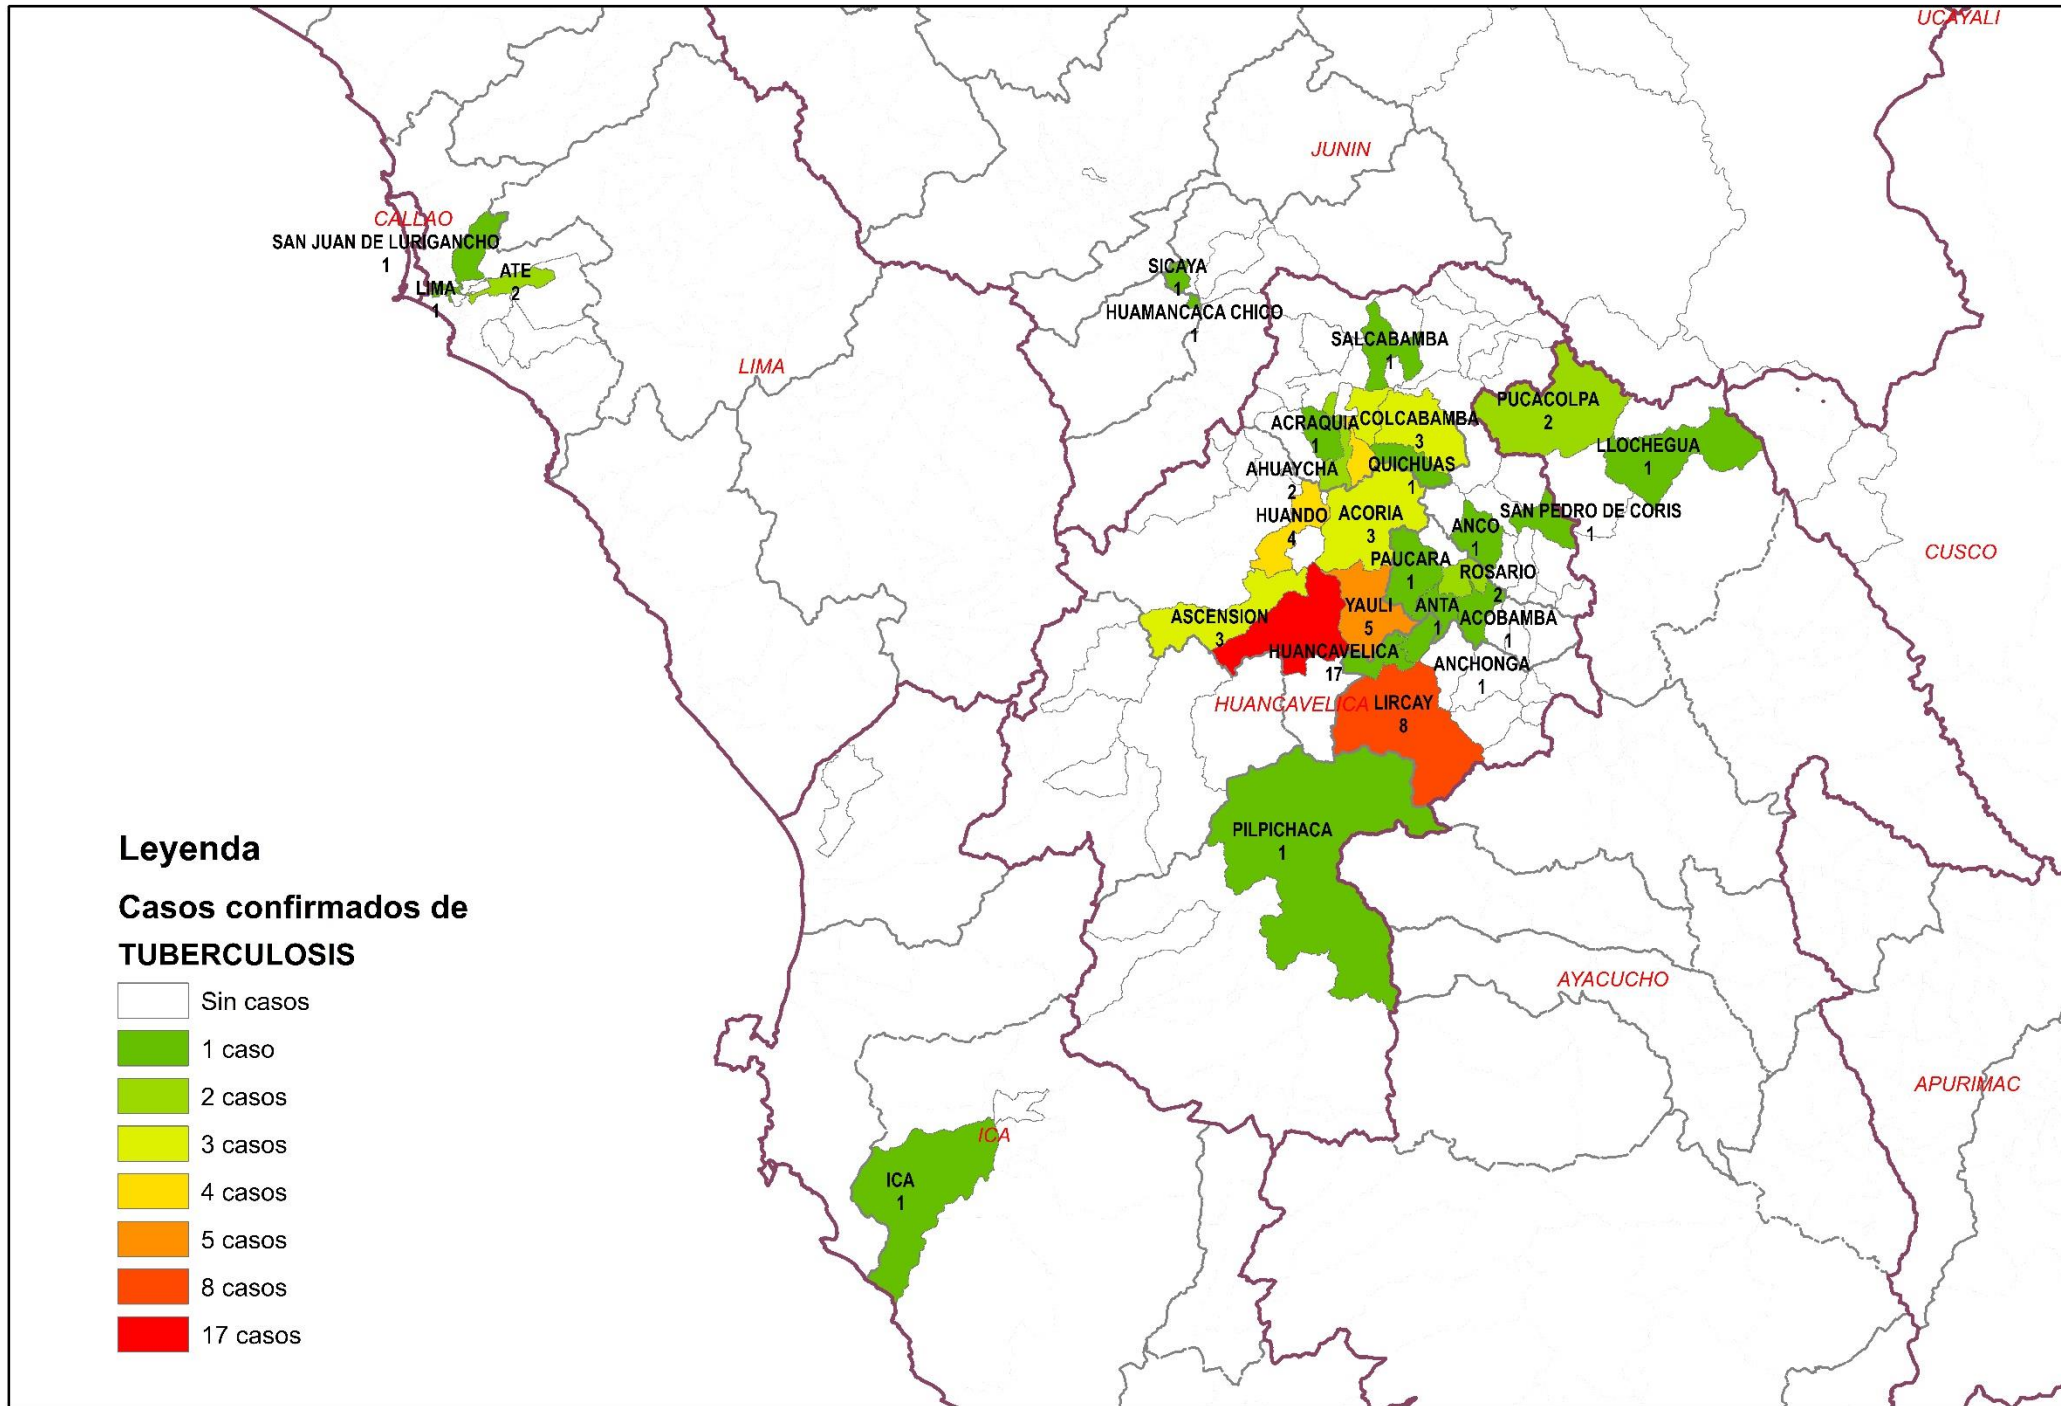 UCAYALI
JUNIN
CALLAO
SAN JUAN DE LURIGANCHO
1
ATE
2
LIMA
1
SICAYA
1
HUAMANCACA CHICO
1
LIMA
SALCABAMBA
1
PUCACOLPA
2
COLCABAMBA
3
ACRAQUIA
1
LLOCHEGUA
1
QUICHUAS
1
AHUAYCHA
2
HUANDO
4
ACORIA
3
ANCO
1
SAN PEDRO DE CORIS
1
CUSCO
PAUCARA
1
ROSARIO
2
YAULI
5
ANTA
1
ACOBAMBA
1
ASCENSION
3
HUANCAVELICA
17
ANCHONGA
1
HUANCAVELICA
LIRCAY
8
PILPICHACA
1
AYACUCHO
APURIMAC
ICA
ICA
1
Leyenda
Casos confirmados de
TUBERCULOSIS
Sin casos
1 caso
2 casos
3 casos
4 casos
5 casos
8 casos
17 casos